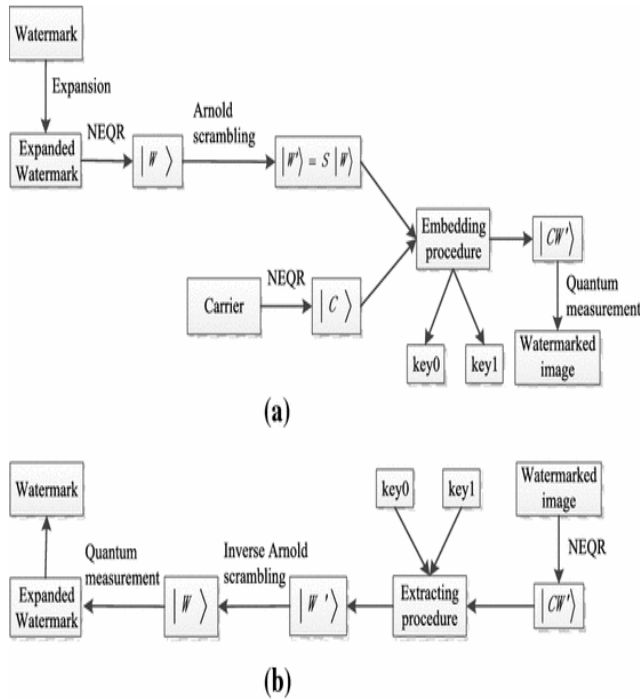 Watermark
Expansion
Expanded
Watermark
NEQR
|W⟩
Arnold
scrambling
|W'⟩ = S|W⟩
Carrier
NEQR
|C⟩
Embedding
procedure
key0
key1
|CW'⟩
Quantum
measurement
Watermarked
image
(a)
Watermark
Quantum
measurement
Expanded
Watermark
|W⟩
Inverse Arnold
scrambling
|W'⟩
key0
key1
Extracting
procedure
Watermarked
image
NEQR
|CW'⟩
(b)